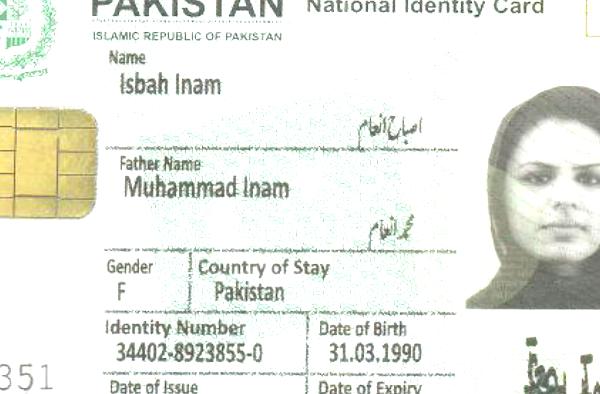 PAKISTAN National Identity Card
ISLAMIC REPUBLIC OF PAKISTAN
Name
Isbah Inam
اصباح انعام
Father Name
Muhammad Inam
محمد انعام
Gender Country of Stay
F Pakistan
Identity Number Date of Birth
34402-8923855-0 31.03.1990
351
Date of Issue Date of Expiry